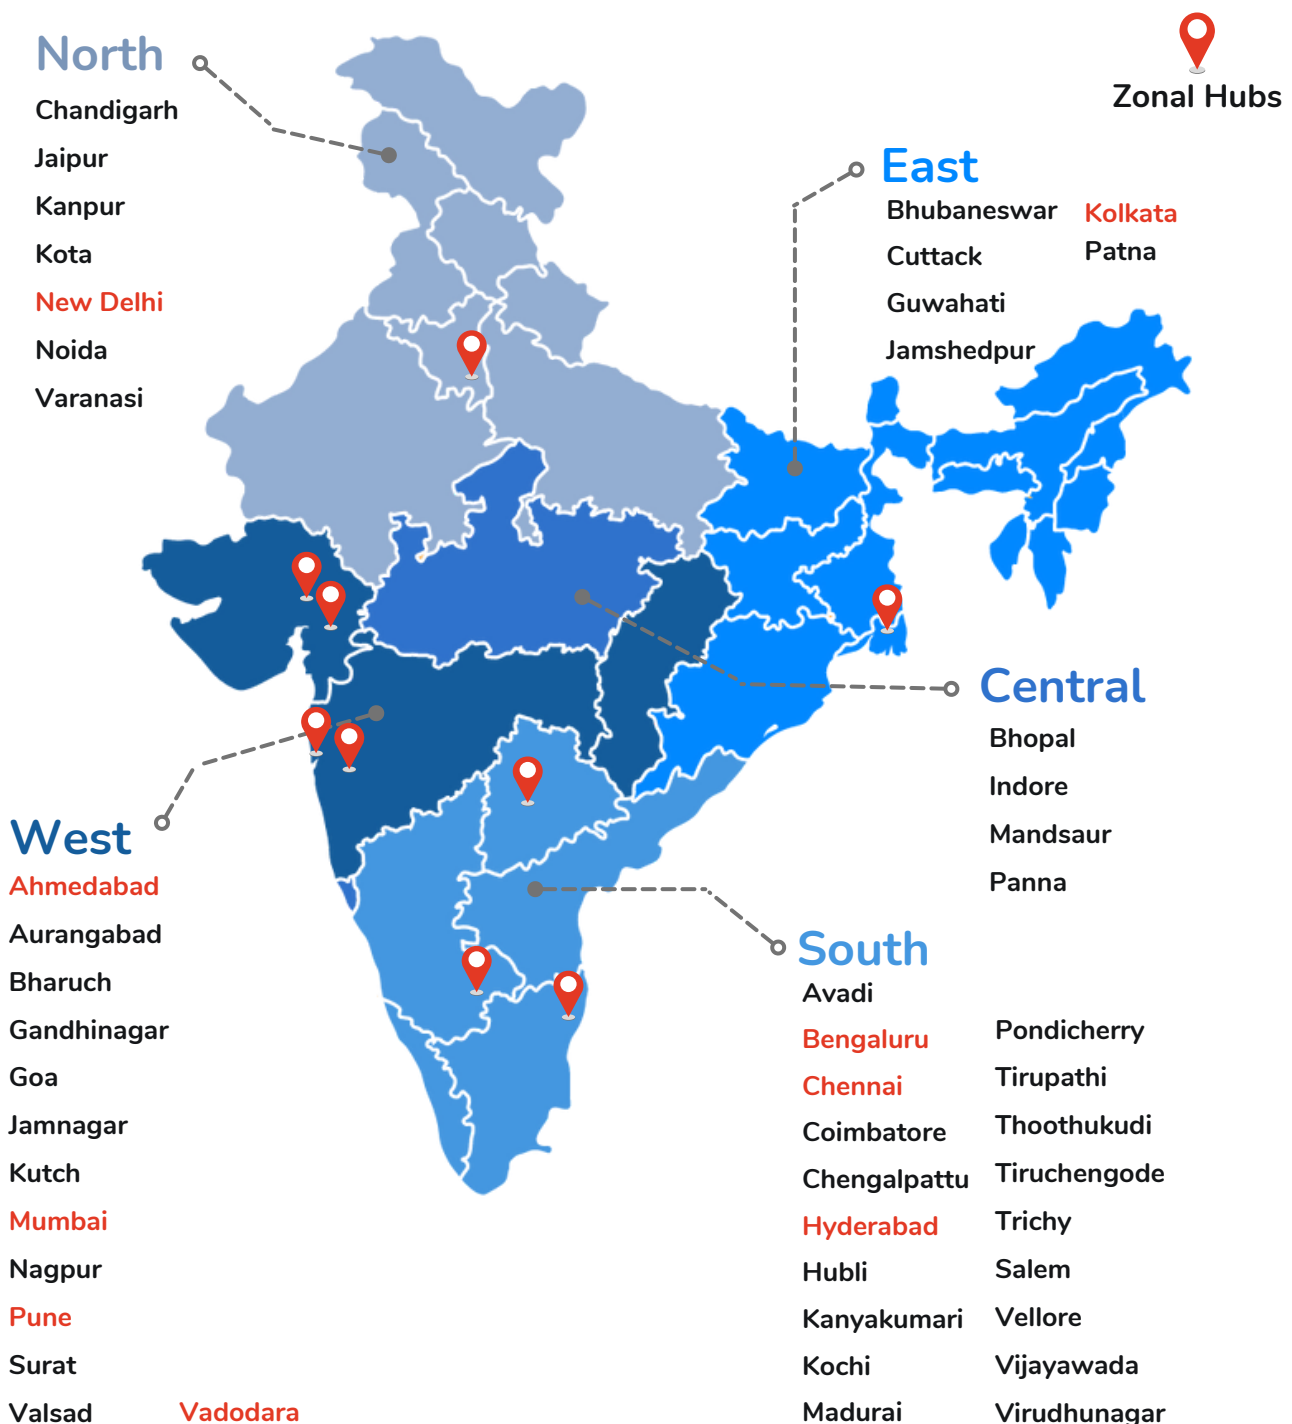 Zonal Hubs
North
Chandigarh
Jaipur
Kanpur
Kota
New Delhi
Noida
Varanasi
East
Bhubaneswar
Cuttack
Guwahati
Jamshedpur
Kolkata
Patna
Central
Bhopal
Indore
Mandsaur
Panna
West
Ahmedabad
Aurangabad
Bharuch
Gandhinagar
Goa
Jamnagar
Kutch
Mumbai
Nagpur
Pune
Surat
Valsad
Vadodara
South
Avadi
Bengaluru
Chennai
Coimbatore
Chengalpattu
Hyderabad
Hubli
Kanyakumari
Kochi
Madurai
Pondicherry
Tirupathi
Thoothukudi
Tiruchengode
Trichy
Salem
Vellore
Vijayawada
Virudhunagar